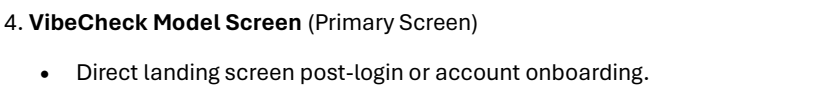 4. VibeCheck Model Screen (Primary Screen)
• Direct landing screen post-login or account onboarding.